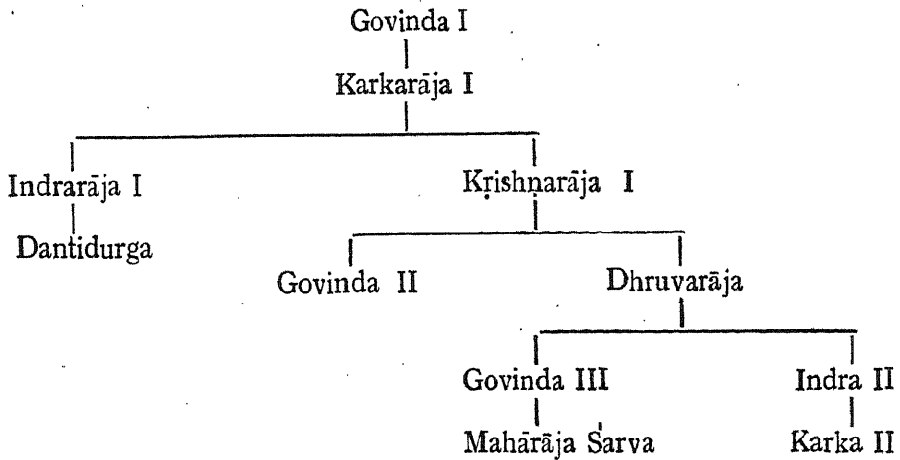 Govinda I
Karkarāja I
Indrarāja I Kṛishṇarāja I
Dantidurga
Govinda II Dhruvarāja
Govinda III Indra II
Mahārāja Śarva Karka II